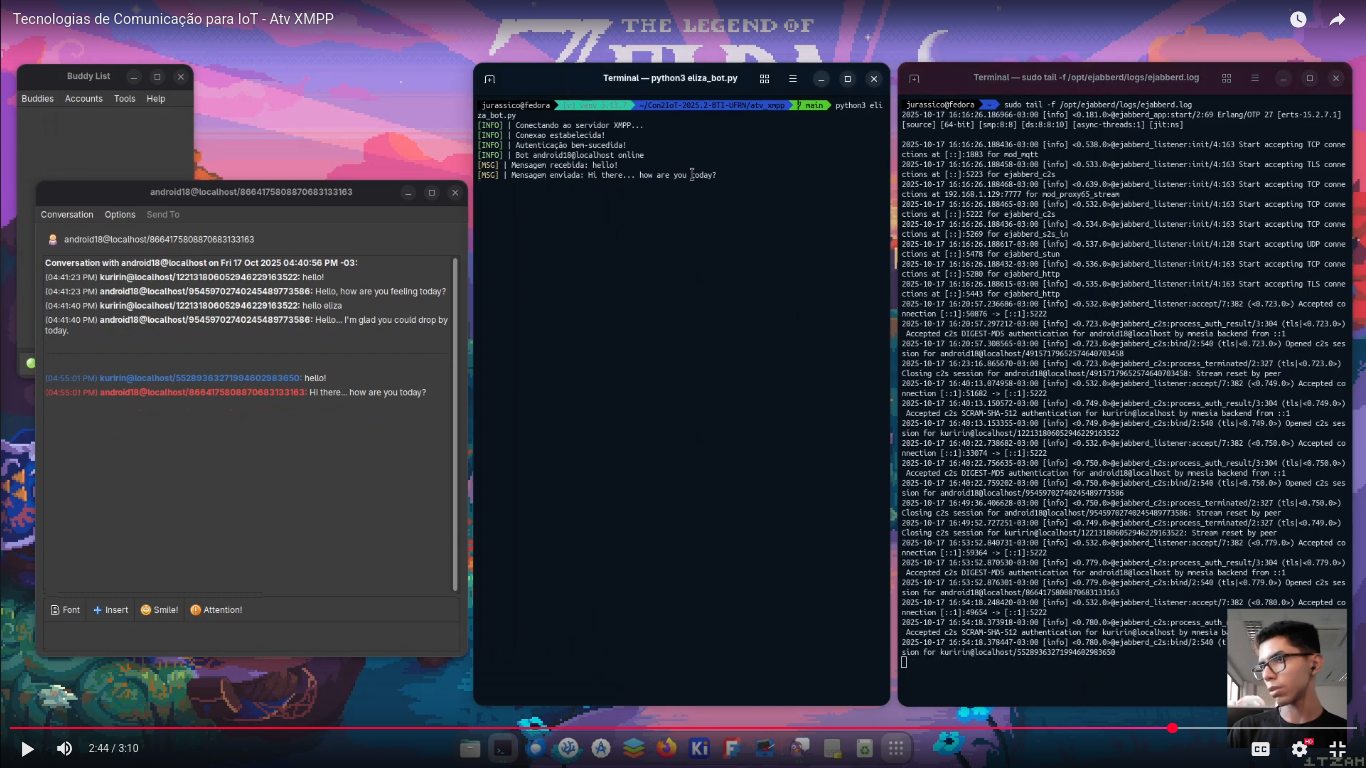 Tecnologias de Comunicação para IoT - Atv XMPP
THE LEGEND OF
ZELDA
Buddy List
Buddies Accounts Tools Help
android18@localhost/8664175808870683133163
Conversation Options Send To
android18@localhost/8664175808870683133163
Conversation with android18@localhost on Fri 17 Oct 2025 04:40:56 PM -03:
(04:41:23 PM) kuririn@localhost/122131806052946229163522: hello!
(04:41:23 PM) android18@localhost/95459702740245489773586: Hello, how are you feeling today?
(04:41:40 PM) kuririn@localhost/122131806052946229163522: hello eliza
(04:41:40 PM) android18@localhost/95459702740245489773586: Hello... I'm glad you could drop by
today.
(04:55:01 PM) kuririn@localhost/55289363271994602983650: hello!
(04:55:01 PM) android18@localhost/8664175808870683133163: Hi there... how are you today?
Font Insert Smile! Attention!
Terminal — python3 eliza_bot.py
jurassico@fedora ~/Con2IoT-2025.2-BTI-UFRN/atv_xmpp main python3 eli
za_bot.py
[INFO] | Conectando ao servidor XMPP...
[INFO] | Conexao estabelecida!
[INFO] | Autenticação bem-sucedida!
[INFO] | Bot android18@localhost online
[MSG] | Mensagem recebida: hello!
[MSG] | Mensagem enviada: Hi there... how are you today?
Terminal — sudo tail -f /opt/ejabberd/logs/ejabberd.log
jurassico@fedora ~ sudo tail -f /opt/ejabberd/logs/ejabberd.log
2025-10-17 16:16:26.186966-03:00 [info] <0.181.0>@ejabberd_app:start/2:69 Erlang/OTP 27 [erts-15.2.7.1]
[source] [64-bit] [smp:8:8] [ds:8:8:10] [async-threads:1] [jit:ns]
2025-10-17 16:16:26.188436-03:00 [info] <0.538.0>@ejabberd_listener:init/4:163 Start accepting TCP conne
ctions at [::]:1883 for mod_mqtt
2025-10-17 16:16:26.188488-03:00 [info] <0.533.0>@ejabberd_listener:init/4:163 Start accepting TLS conne
ctions at [::]:5223 for ejabberd_c2s
2025-10-17 16:16:26.188468-03:00 [info] <0.639.0>@ejabberd_listener:init/4:163 Start accepting TCP conne
ctions at 192.168.1.129:7777 for mod_proxy65_stream
2025-10-17 16:16:26.188465-03:00 [info] <0.532.0>@ejabberd_listener:init/4:163 Start accepting TCP conne
ctions at [::]:5222 for ejabberd_c2s
2025-10-17 16:16:26.188436-03:00 [info] <0.534.0>@ejabberd_listener:init/4:163 Start accepting TCP conne
ctions at [::]:5269 for ejabberd_s2s_in
2025-10-17 16:16:26.188617-03:00 [info] <0.537.0>@ejabberd_listener:init/4:128 Start accepting UDP conne
ctions at [::]:5478 for ejabberd_stun
2025-10-17 16:16:26.188432-03:00 [info] <0.536.0>@ejabberd_listener:init/4:163 Start accepting TCP conne
ctions at [::]:5280 for ejabberd_http
2025-10-17 16:16:26.188615-03:00 [info] <0.535.0>@ejabberd_listener:init/4:163 Start accepting TLS conne
ctions at [::]:5443 for ejabberd_http
2025-10-17 16:20:57.236686-03:00 [info] <0.532.0>@ejabberd_listener:accept/7:382 (<0.723.0>) Accepted co
nnection [::1]:50876 -> [::1]:5222
2025-10-17 16:20:57.297212-03:00 [info] <0.723.0>@ejabberd_c2s:process_auth_result/3:304 (tls|<0.723.0>)
Accepted c2s DIGEST-MD5 authentication for android18@localhost by mnesia backend from ::1
2025-10-17 16:20:57.308565-03:00 [info] <0.723.0>@ejabberd_c2s:bind/2:540 (tls|<0.723.0>) Opened c2s ses
sion for android18@localhost/4915717965257464070​3458
2025-10-17 16:23:16.865670-03:00 [info] <0.723.0>@ejabberd_c2s:process_terminated/2:327 (tls|<0.723.0>)
Closing c2s session for android18@localhost/49157179652574640703458: Stream reset by peer
2025-10-17 16:40:13.074958-03:00 [info] <0.532.0>@ejabberd_listener:accept/7:382 (<0.749.0>) Accepted co
nnection [::1]:51682 -> [::1]:5222
2025-10-17 16:40:13.150572-03:00 [info] <0.749.0>@ejabberd_c2s:process_auth_result/3:304 (tls|<0.749.0>)
Accepted c2s SCRAM-SHA-512 authentication for kuririn@localhost by mnesia backend from ::1
2025-10-17 16:40:13.153355-03:00 [info] <0.749.0>@ejabberd_c2s:bind/2:540 (tls|<0.749.0>) Opened c2s ses
sion for kuririn@localhost/122131806052946229163522
2025-10-17 16:40:22.738682-03:00 [info] <0.532.0>@ejabberd_listener:accept/7:382 (<0.750.0>) Accepted co
nnection [::1]:33074 -> [::1]:5222
2025-10-17 16:40:22.756635-03:00 [info] <0.750.0>@ejabberd_c2s:process_auth_result/3:304 (tls|<0.750.0>)
Accepted c2s DIGEST-MD5 authentication for android18@localhost by mnesia backend from ::1
2025-10-17 16:40:22.759202-03:00 [info] <0.750.0>@ejabberd_c2s:bind/2:540 (tls|<0.750.0>) Opened c2s ses
sion for android18@localhost/95459702740245489773586
2025-10-17 16:49:36.406628-03:00 [info] <0.750.0>@ejabberd_c2s:process_terminated/2:327 (tls|<0.750.0>)
Closing c2s session for android18@localhost/95459702740245489773586: Stream reset by peer
2025-10-17 16:49:52.727251-03:00 [info] <0.749.0>@ejabberd_c2s:process_terminated/2:327 (tls|<0.749.0>)
Closing c2s session for kuririn@localhost/122131806052946229163522: Stream reset by peer
2025-10-17 16:53:52.840731-03:00 [info] <0.532.0>@ejabberd_listener:accept/7:382 (<0.779.0>) Accepted co
nnection [::1]:59364 -> [::1]:5222
2025-10-17 16:53:52.870530-03:00 [info] <0.779.0>@ejabberd_c2s:process_auth_result/3:304 (tls|<0.779.0>)
Accepted c2s DIGEST-MD5 authentication for android18@localhost by mnesia backend from ::1
2025-10-17 16:53:52.876301-03:00 [info] <0.779.0>@ejabberd_c2s:bind/2:540 (tls|<0.779.0>) Opened c2s ses
sion for android18@localhost/8664175808870683133163
2025-10-17 16:54:18.248420-03:00 [info] <0.532.0>@ejabberd_listener:accept/7:382 (<0.780.0>) Accepted co
nnection [::1]:49654 -> [::1]:5222
2025-10-17 16:54:18.373918-03:00 [info] <0.780.0>@ejabberd_c2s:process_auth_
Accepted c2s SCRAM-SHA-512 authentication for kuririn@localhost by m
2025-10-17 16:54:18.378447-03:00 [info] <0.780.0>@ejabberd_c2s:bind/2:540 (t
sion for kuririn@localhost/55289363271994602983650
2:44 / 3:10
Ki
CC
HD